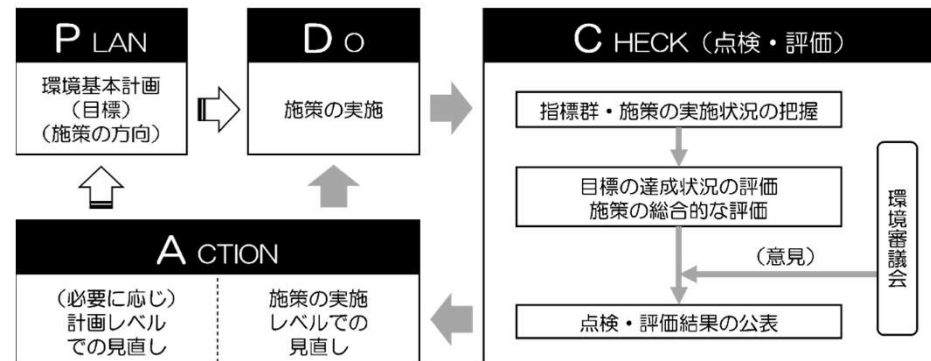 PLAN
環境基本計画
(目標)
(施策の方向)
DO
施策の実施
CHECK(点検・評価)
指標群・施策の実施状況の把握
目標の達成状況の評価
施策の総合的な評価
(意見)
環境審議会
点検・評価結果の公表
ACTION
(必要に応じ)
計画レベル
での見直し
施策の実施
レベルでの
見直し